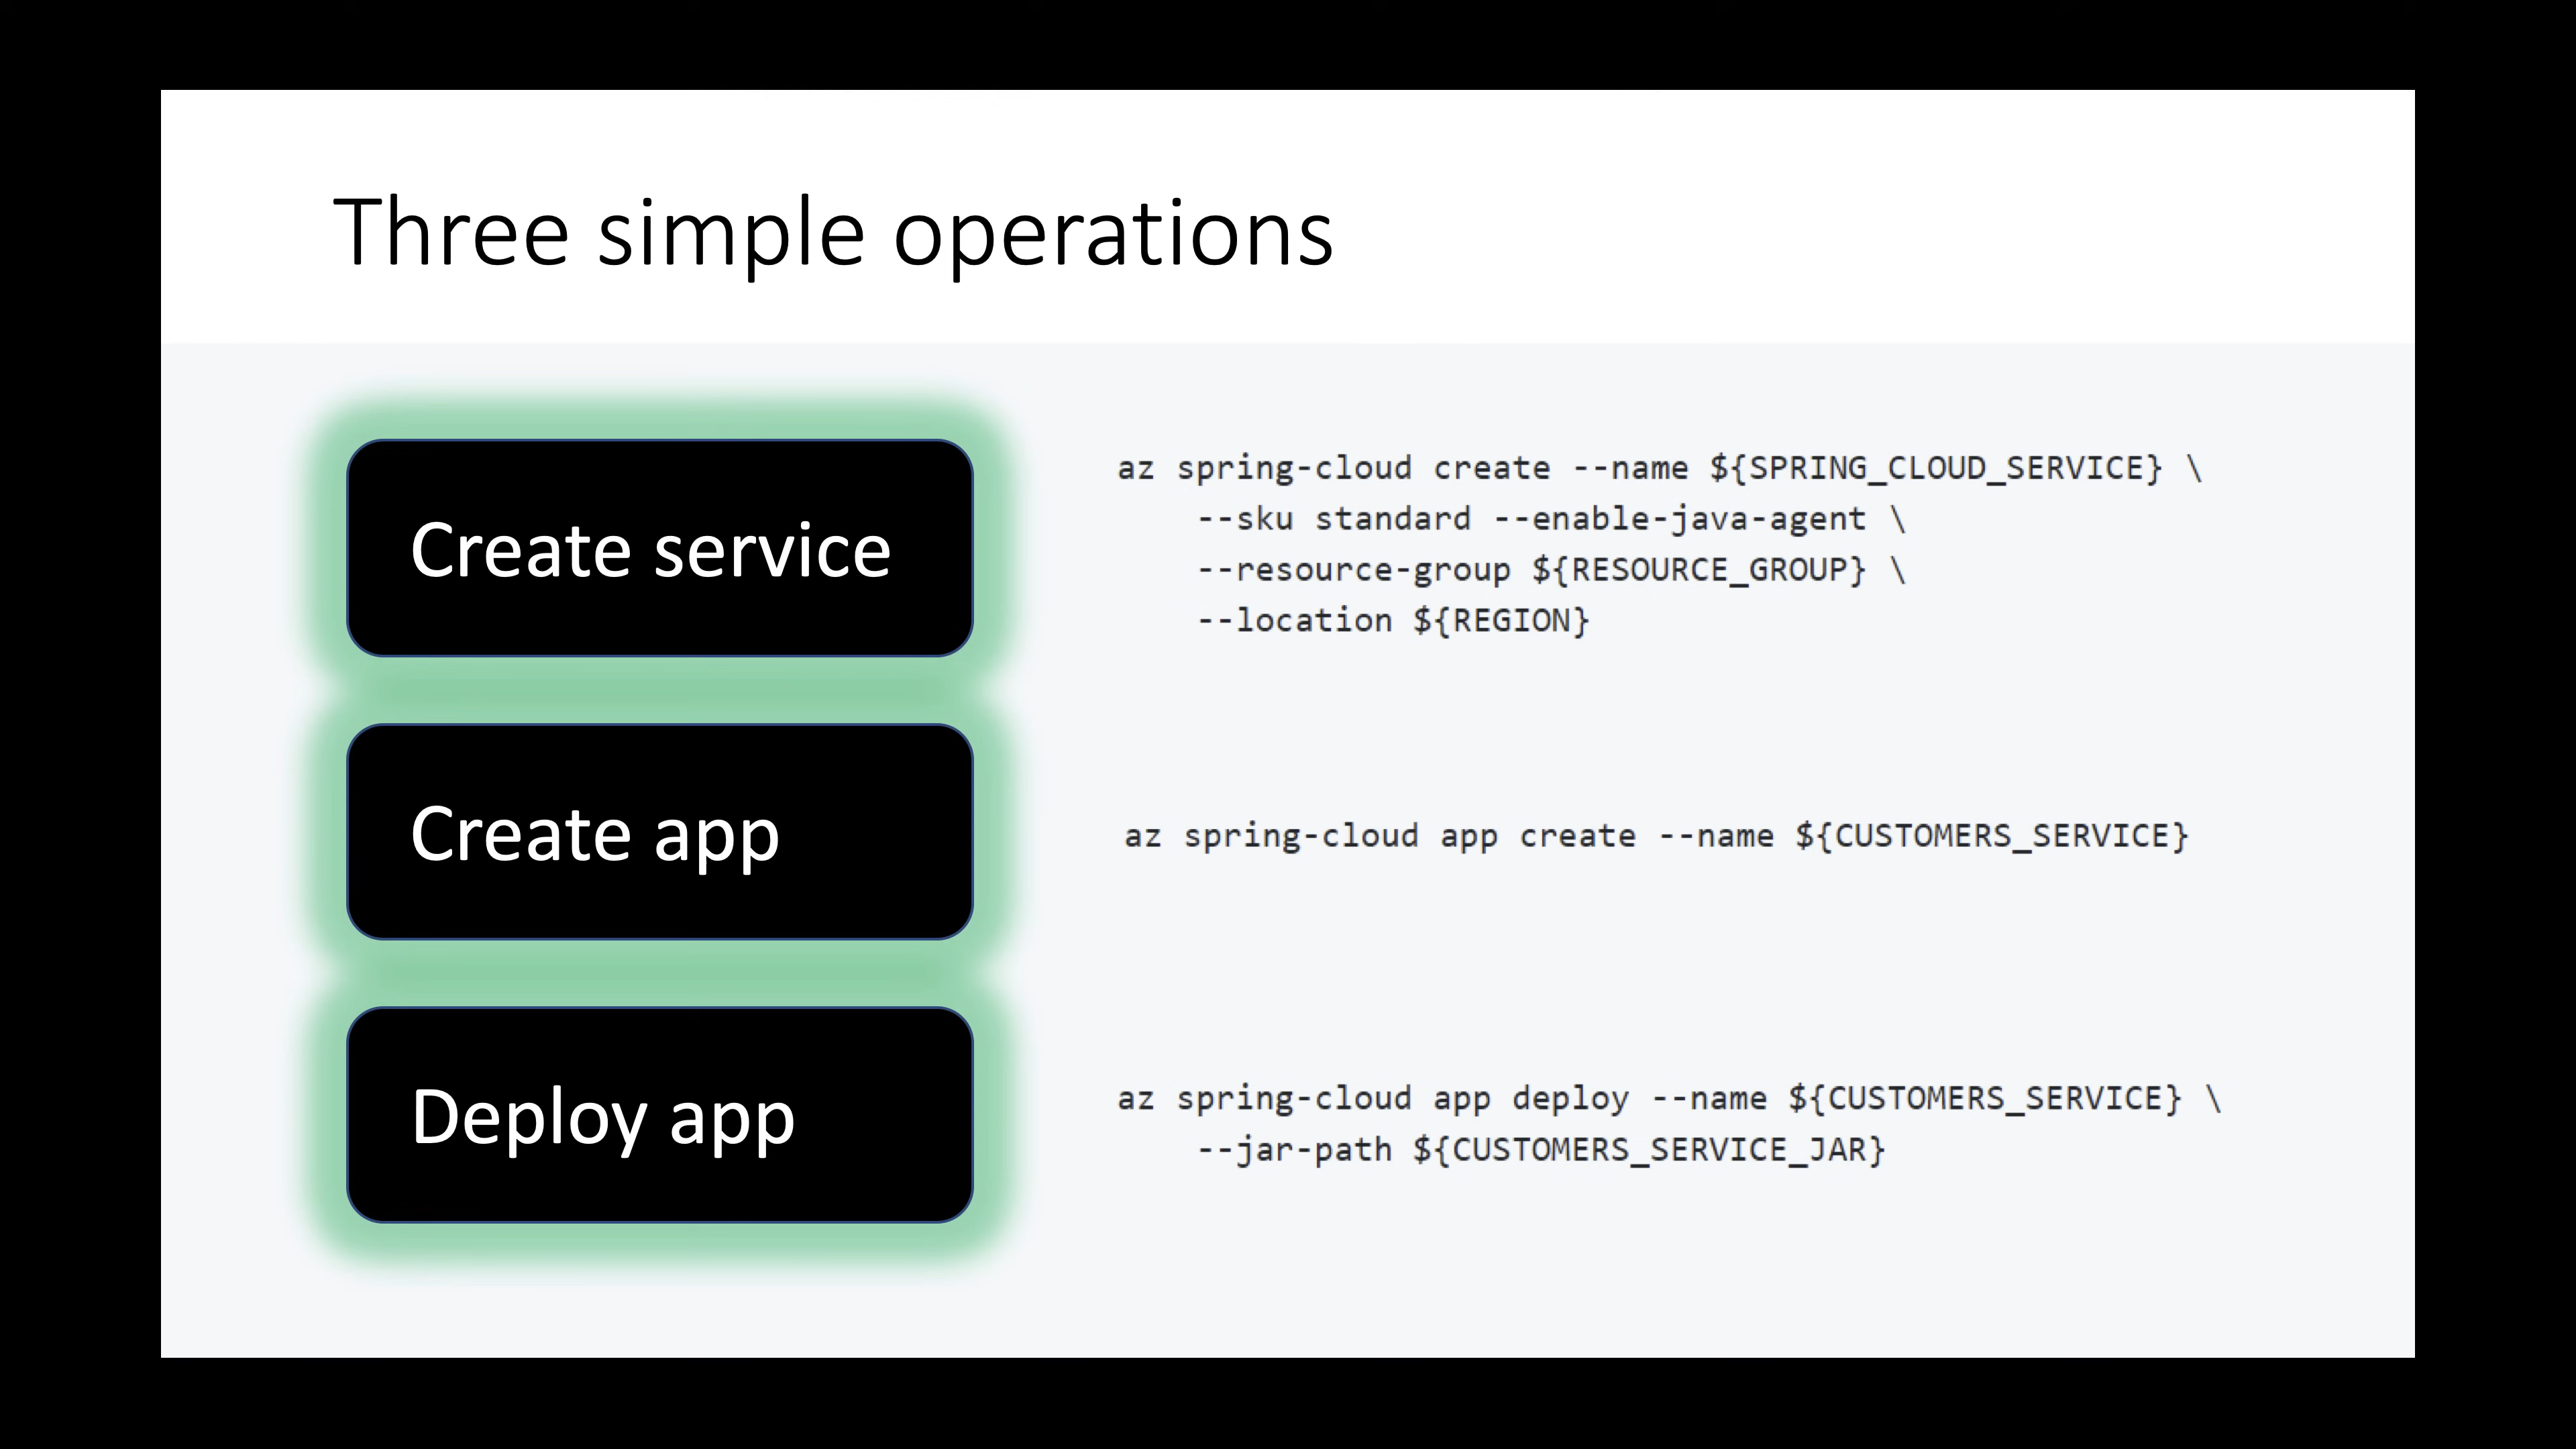 Three simple operations
Create service
az spring-cloud create --name ${SPRING_CLOUD_SERVICE} \
    --sku standard --enable-java-agent \
    --resource-group ${RESOURCE_GROUP} \
    --location ${REGION}
Create app
az spring-cloud app create --name ${CUSTOMERS_SERVICE}
Deploy app
az spring-cloud app deploy --name ${CUSTOMERS_SERVICE} \
    --jar-path ${CUSTOMERS_SERVICE_JAR}